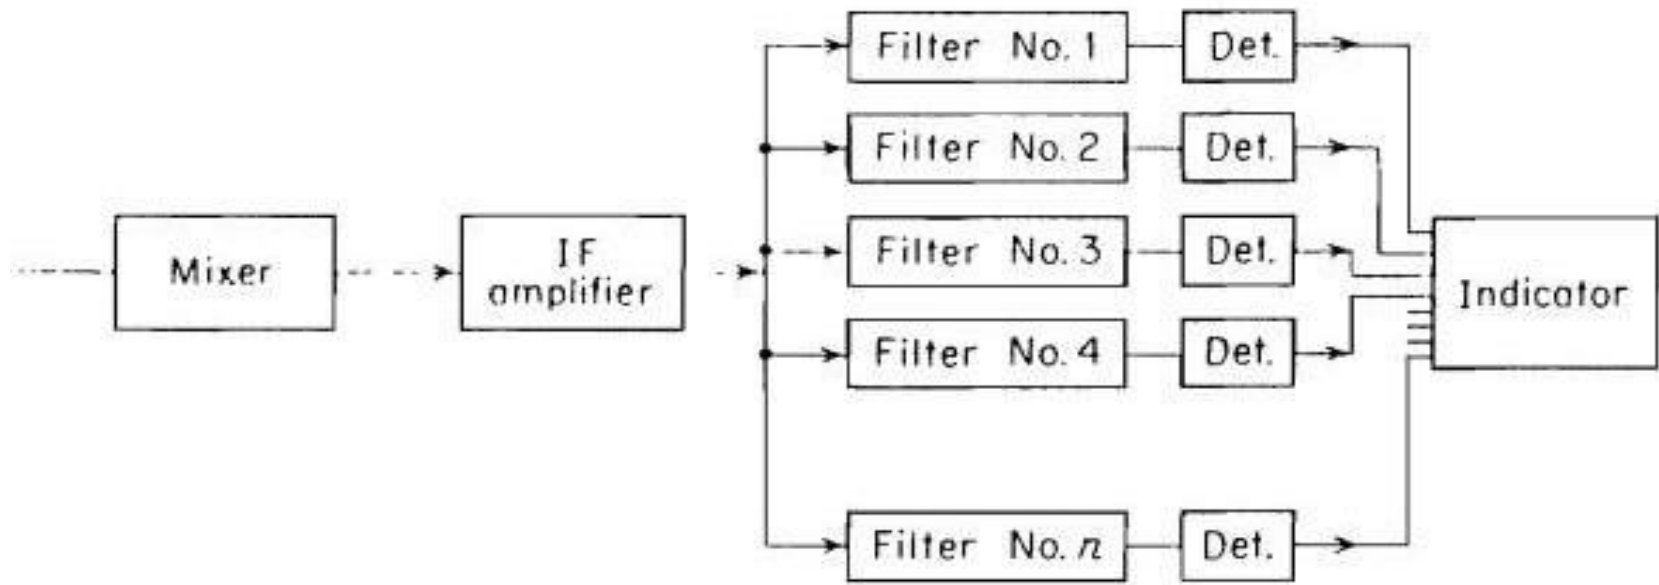 Filter No. 1
Det.
Filter No. 2
Det.
Mixer
IF
amplifier
Filter No. 3
Det.
Indicator
Filter No. 4
Det.
Filter No. n
Det.